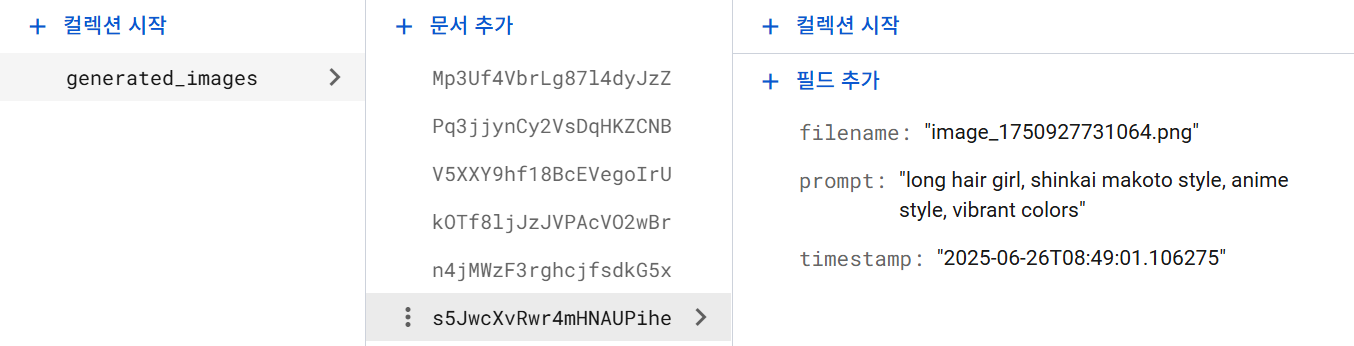 + 컬렉션 시작
generated_images
+ 문서 추가
Mp3Uf4VbrLg87l4dyJzZ
Pq3jjynCy2VsDqHKZCNB
V5XXY9hf18BcEVegoIrU
kOTf8ljJzJVPAcVO2wBr
n4jMWzF3rghcjfsdkG5x
s5JwcXvRwr4mHNAUPihe
+ 컬렉션 시작
+ 필드 추가
filename: "image_1750927731064.png"
prompt: "long hair girl, shinkai makoto style, anime
style, vibrant colors"
timestamp: "2025-06-26T08:49:01.106275"